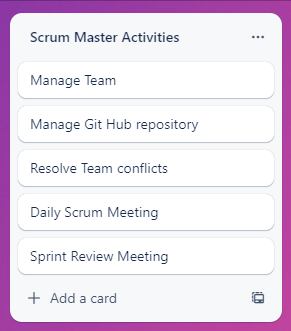 Scrum Master Activities
Manage Team
Manage Git Hub repository
Resolve Team conflicts
Daily Scrum Meeting
Sprint Review Meeting
Add a card